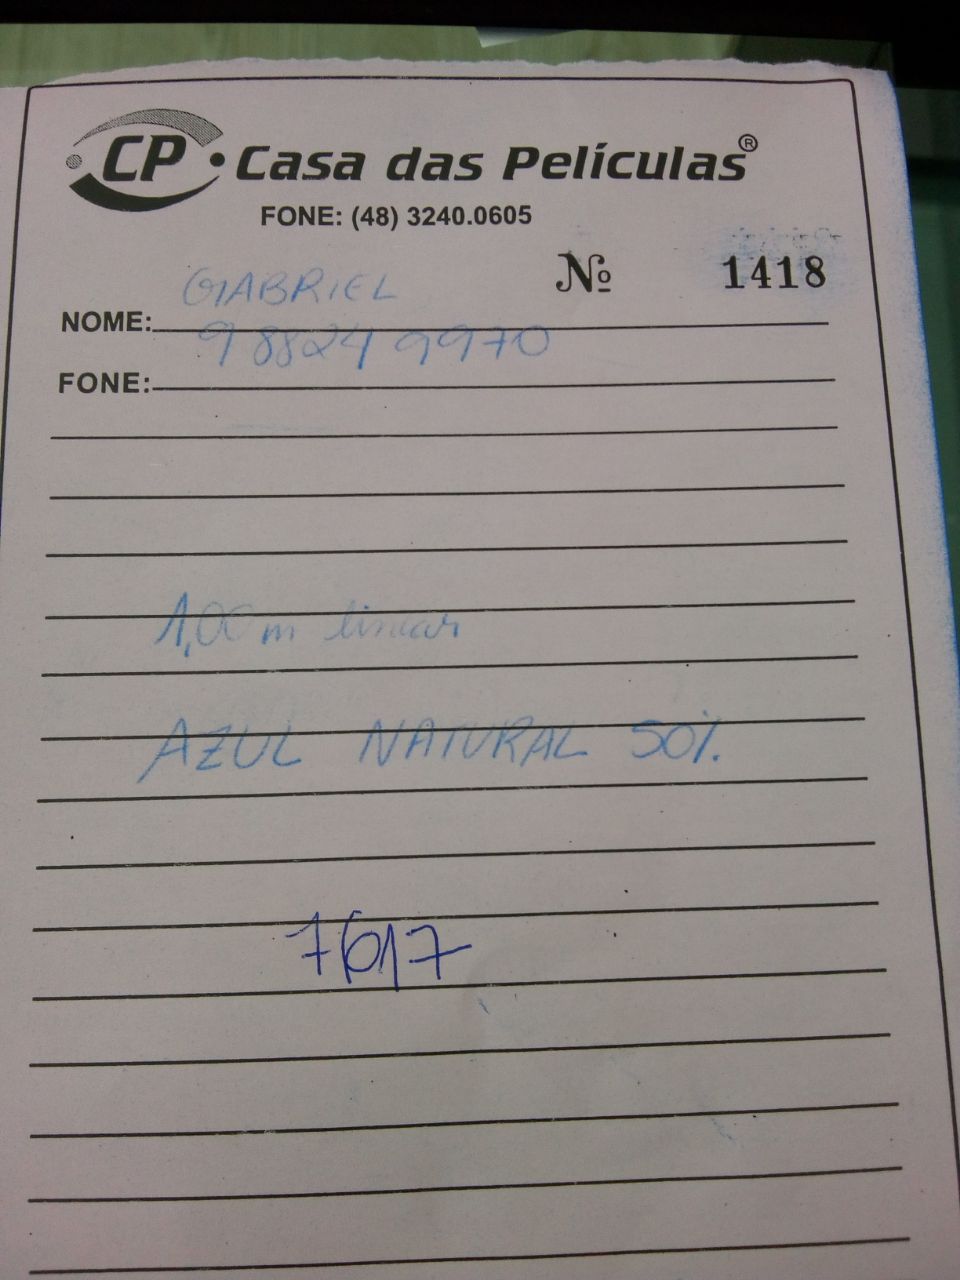 CP Casa das Películas®
FONE: (48) 3240.0605
Nº 1418
NOME: GABRIEL
FONE: 988249970
1,00 m linear
AZUL NATURAL 50%
7617